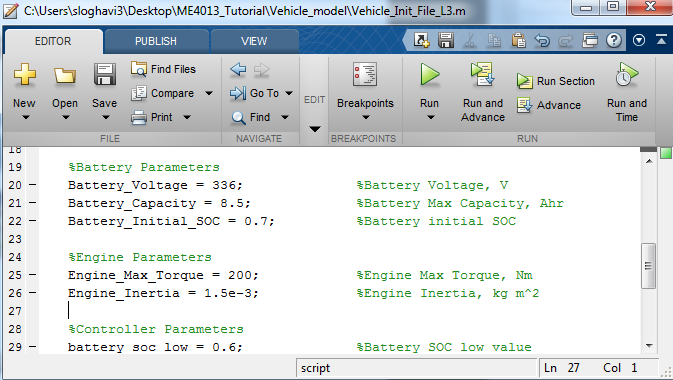 C:\Users\sloghavi3\Desktop\ME4013_Tutorial\Vehicle_model\Vehicle_Init_File_L3.m
EDITOR PUBLISH VIEW
New Open Save Find Files Compare Print
Go To Find
EDIT
Breakpoints
Run Run and Advance Run Section Advance Run and Time
FILE NAVIGATE BREAKPOINTS RUN
18
19 %Battery Parameters
20 – Battery_Voltage = 336; %Battery Voltage, V
21 – Battery_Capacity = 8.5; %Battery Max Capacity, Ahr
22 – Battery_Initial_SOC = 0.7; %Battery initial SOC
23
24 %Engine Parameters
25 – Engine_Max_Torque = 200; %Engine Max Torque, Nm
26 – Engine_Inertia = 1.5e-3; %Engine Inertia, kg m^2
27
28 %Controller Parameters
29 – battery_soc_low = 0.6; %Battery SOC low value
script Ln 27 Col 1